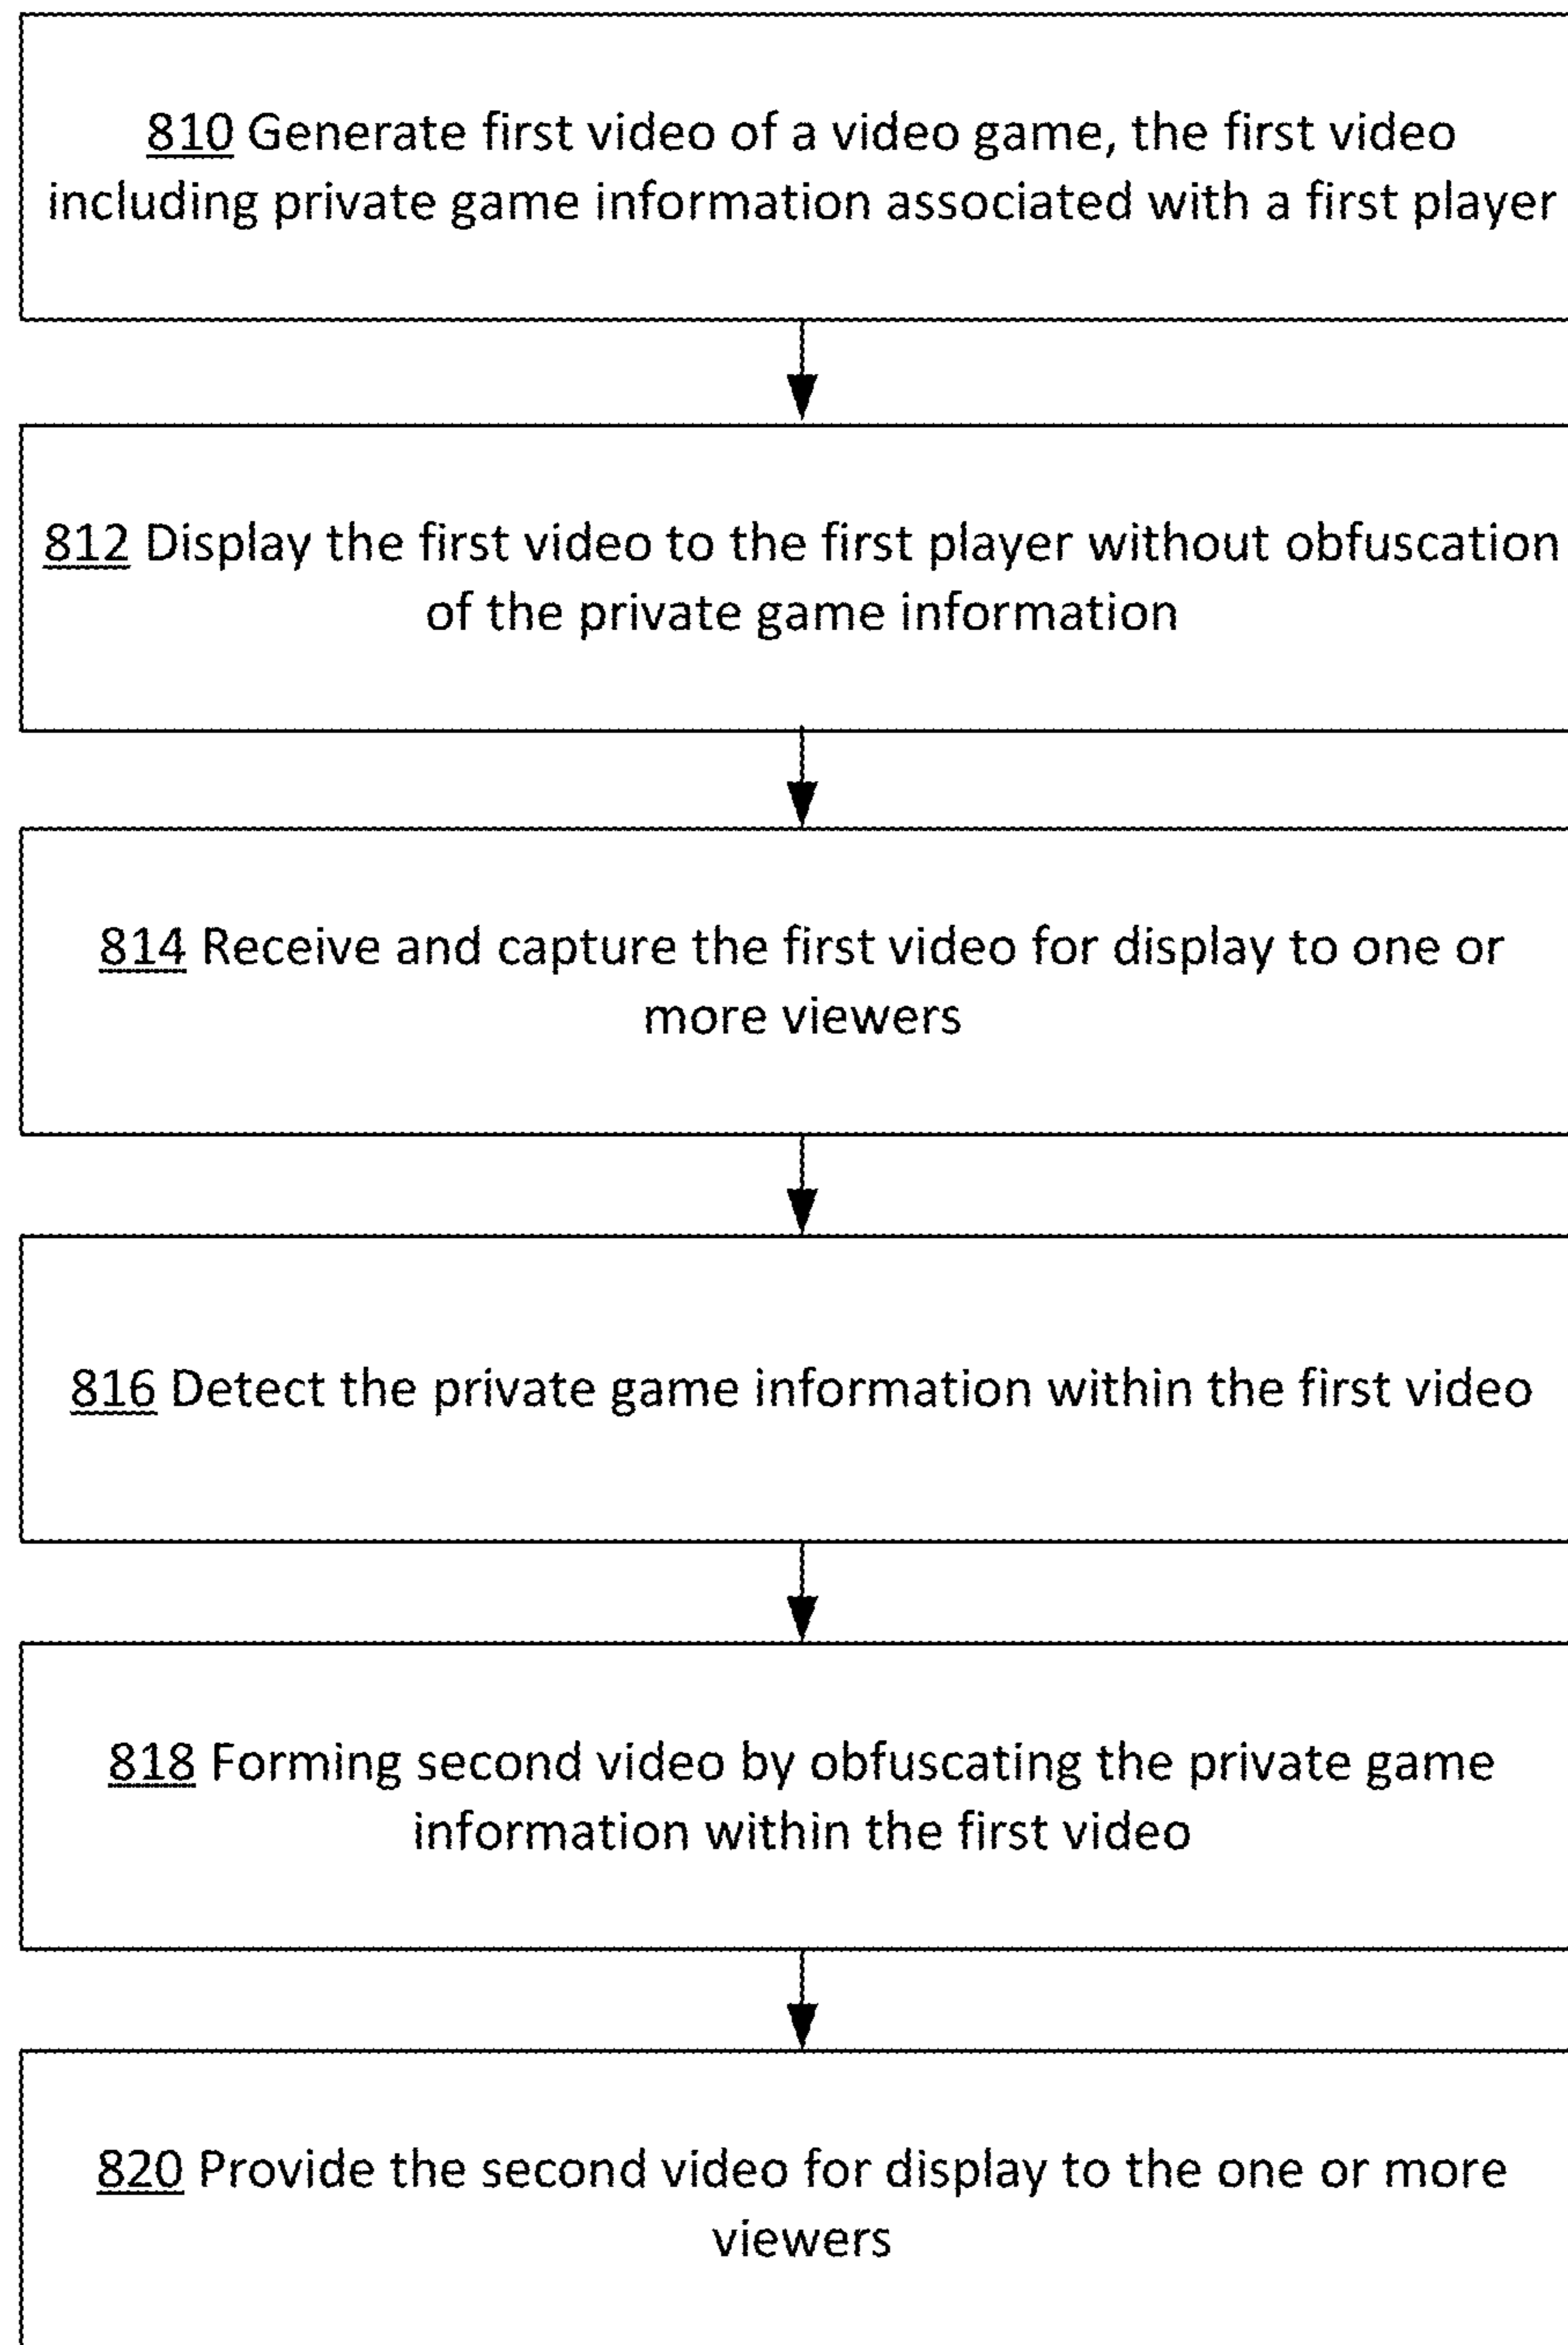 810 Generate first video of a video game, the first video
including private game information associated with a first player
812 Display the first video to the first player without obfuscation
of the private game information
814 Receive and capture the first video for display to one or
more viewers
816 Detect the private game information within the first video
818 Forming second video by obfuscating the private game
information within the first video
820 Provide the second video for display to the one or more
viewers